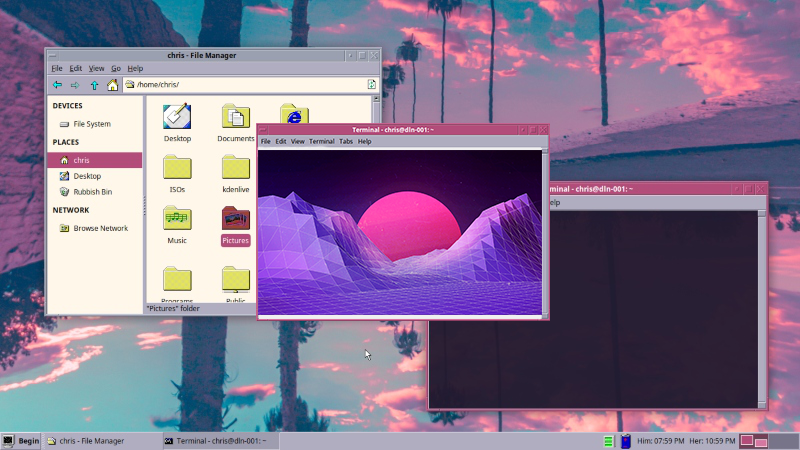 chris - File Manager
File Edit View Go Help
/home/chris/
DEVICES
File System
PLACES
chris
Desktop
Rubbish Bin
NETWORK
Browse Network
Desktop
Documents
ISOs
kdenlive
Music
Pictures
Programs
Public
"Pictures" folder
Terminal - chris@dln-001: ~
File Edit View Terminal Tabs Help
minal - chris@dln-001: ~
elp
Begin
chris - File Manager
Terminal - chris@dln-001: ~
Him: 07:59 PM Her: 10:59 PM